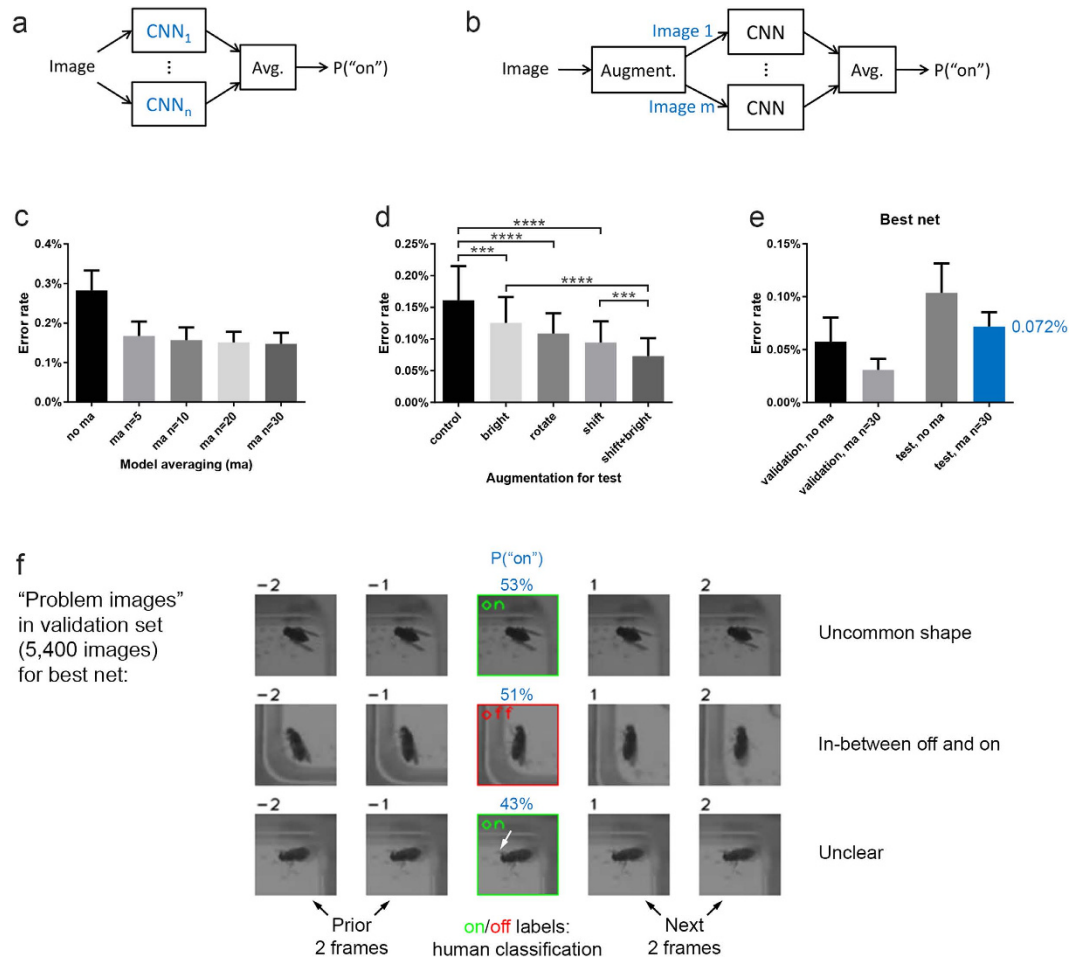 a
Image
CNN1
⋮
CNNn
Avg.
P(“on”)
b
Image
Augment.
Image 1
Image m
CNN
⋮
CNN
Avg.
P(“on”)
c
Error rate
0.4%
0.3%
0.2%
0.1%
0.0%
no ma
ma n=5
ma n=10
ma n=20
ma n=30
Model averaging (ma)
d
****
****
***
****
***
Error rate
0.25%
0.20%
0.15%
0.10%
0.05%
0.00%
control
bright
rotate
shift
shift+bright
Augmentation for test
e
Best net
Error rate
0.15%
0.10%
0.05%
0.00%
0.072%
validation, no ma
validation, ma n=30
test, no ma
test, ma n=30
f
“Problem images”
in validation set
(5,400 images)
for best net:
P(“on”)
−2
−1
53%
1
2
on
Uncommon shape
−2
−1
51%
1
2
off
In-between off and on
−2
−1
43%
1
2
on
Unclear
Prior
2 frames
on/off labels:
human classification
Next
2 frames